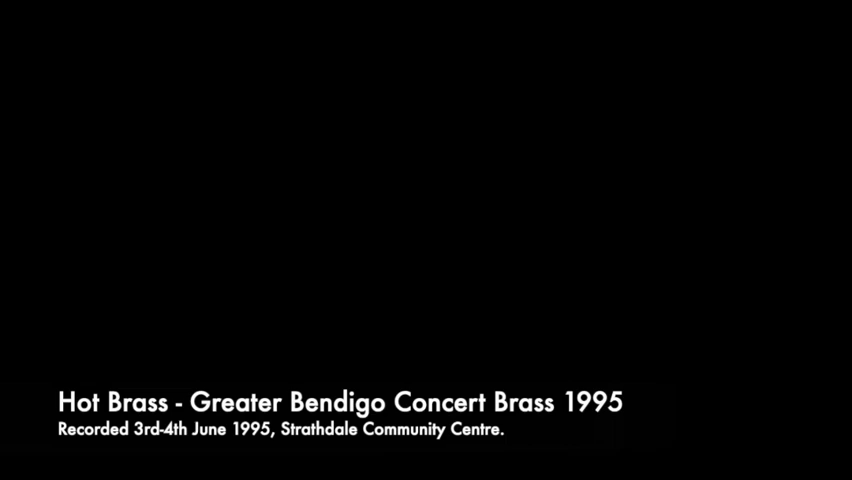 Hot Brass - Greater Bendigo Concert Brass 1995
Recorded 3rd-4th June 1995, Strathdale Community Centre.